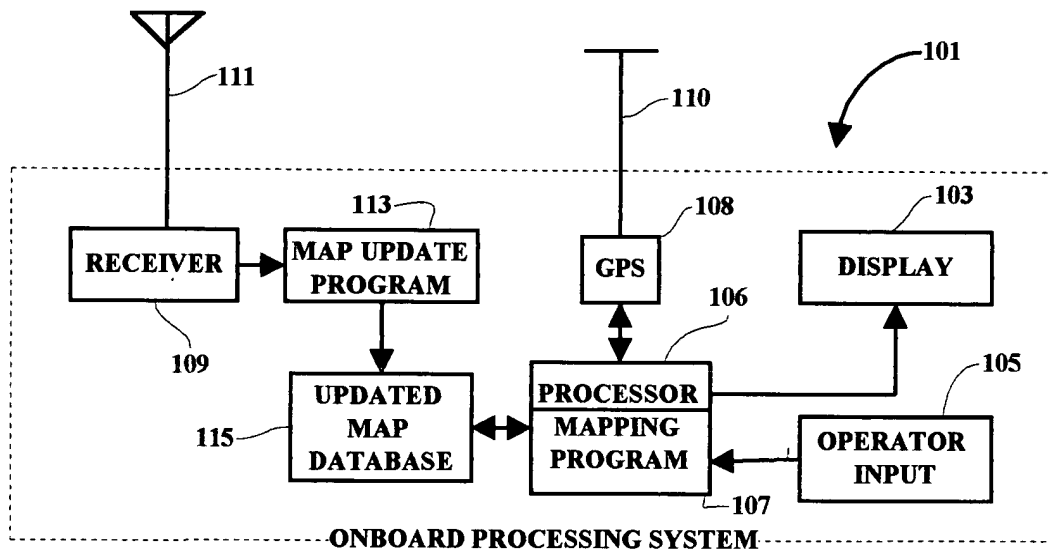 111
110
101
113
108
103
RECEIVER
MAP UPDATE
PROGRAM
GPS
DISPLAY
109
106
105
UPDATED
MAP
DATABASE
115
PROCESSOR
MAPPING
PROGRAM
OPERATOR
INPUT
107
ONBOARD PROCESSING SYSTEM